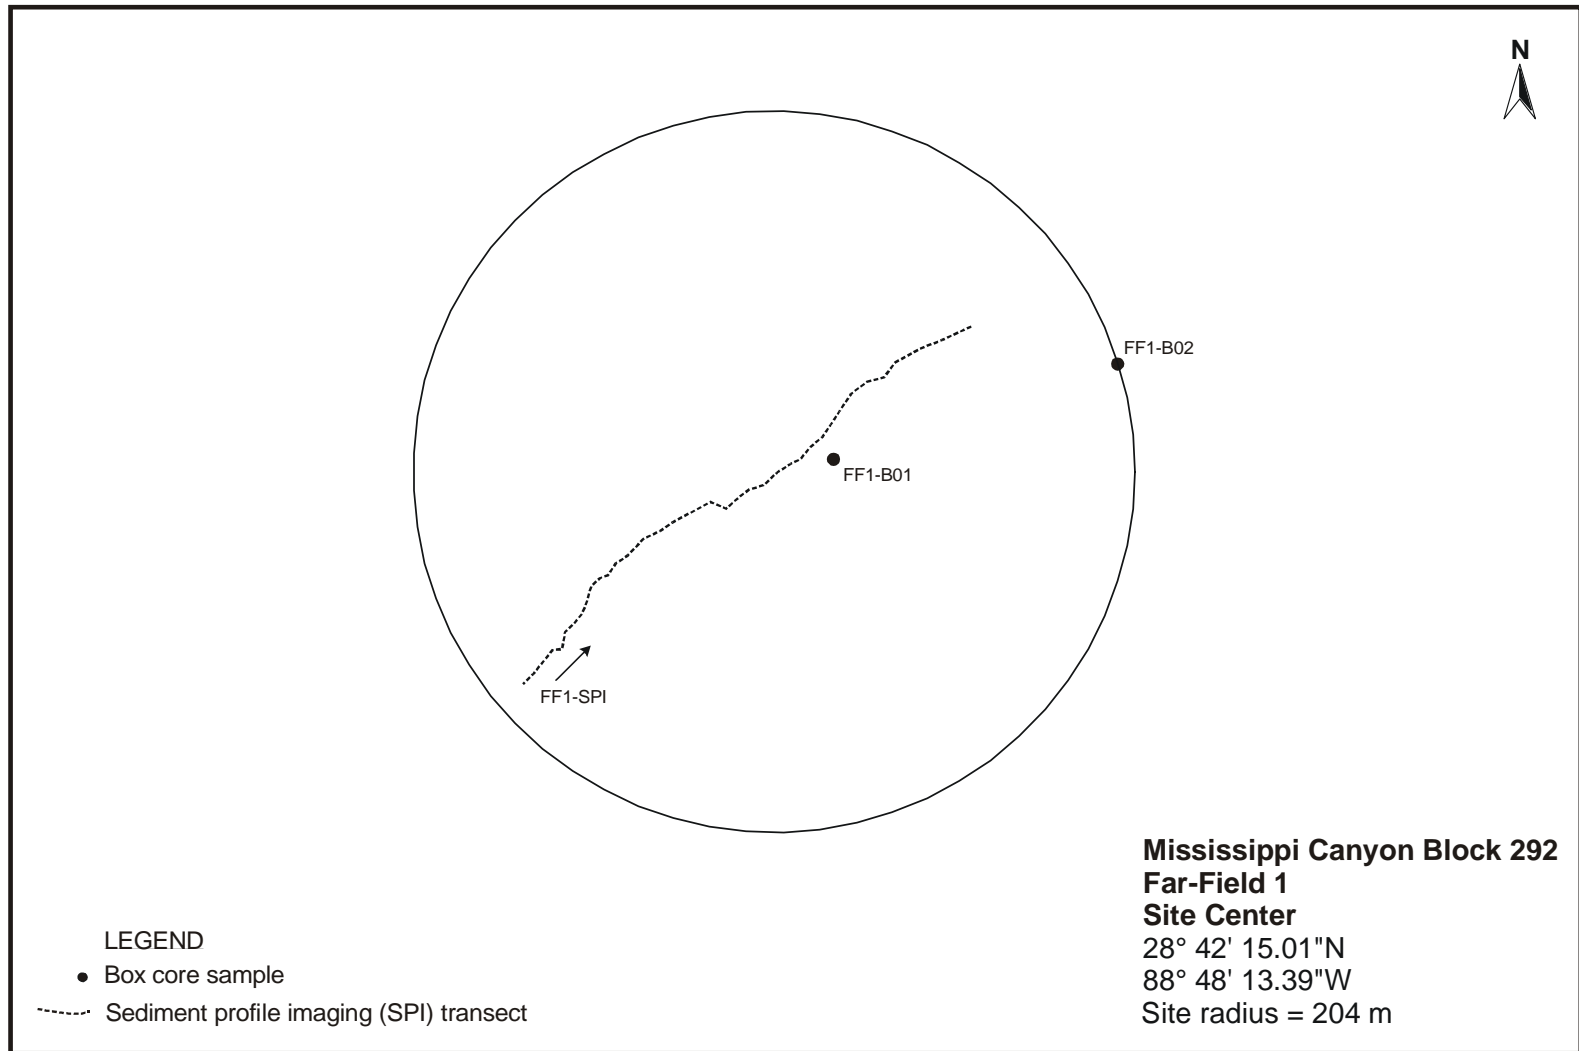 N
FF1-B02
FF1-B01
FF1-SPI
Mississippi Canyon Block 292
Far-Field 1
Site Center
28° 42' 15.01"N
88° 48' 13.39"W
Site radius = 204 m
LEGEND
Box core sample
Sediment profile imaging (SPI) transect